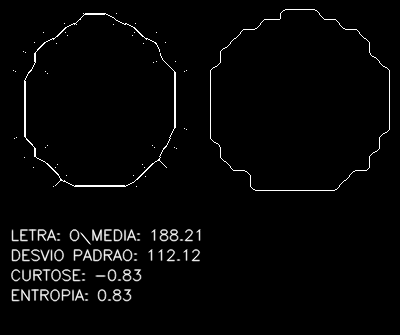 LETRA: O\MEDIA: 188.21
DESVIO PADRAO: 112.12
CURTOSE: -0.83
ENTROPIA: 0.83